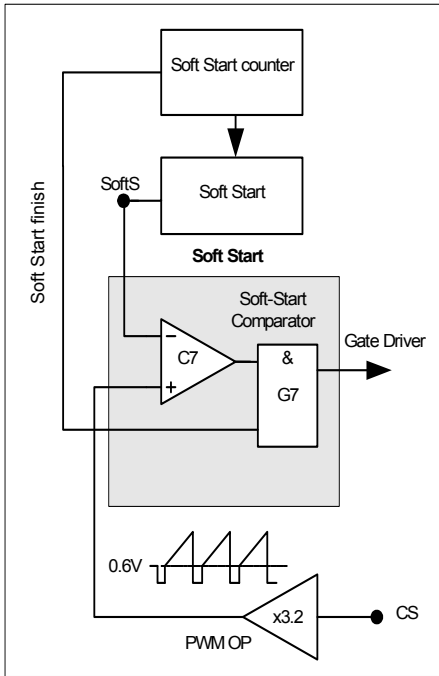 Soft Start counter
Soft Start finish
SoftS
Soft Start
Soft Start
Soft-Start
Comparator
Gate Driver
−
C7
+
&
G7
0.6V
x3.2
CS
PWM OP